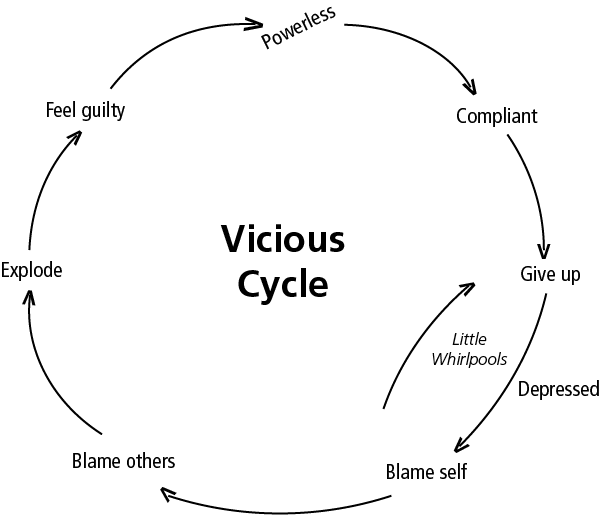 Powerless
Compliant
Give up
Depressed
Blame self
Little
Whirlpools
Blame others
Explode
Feel guilty
Vicious
Cycle